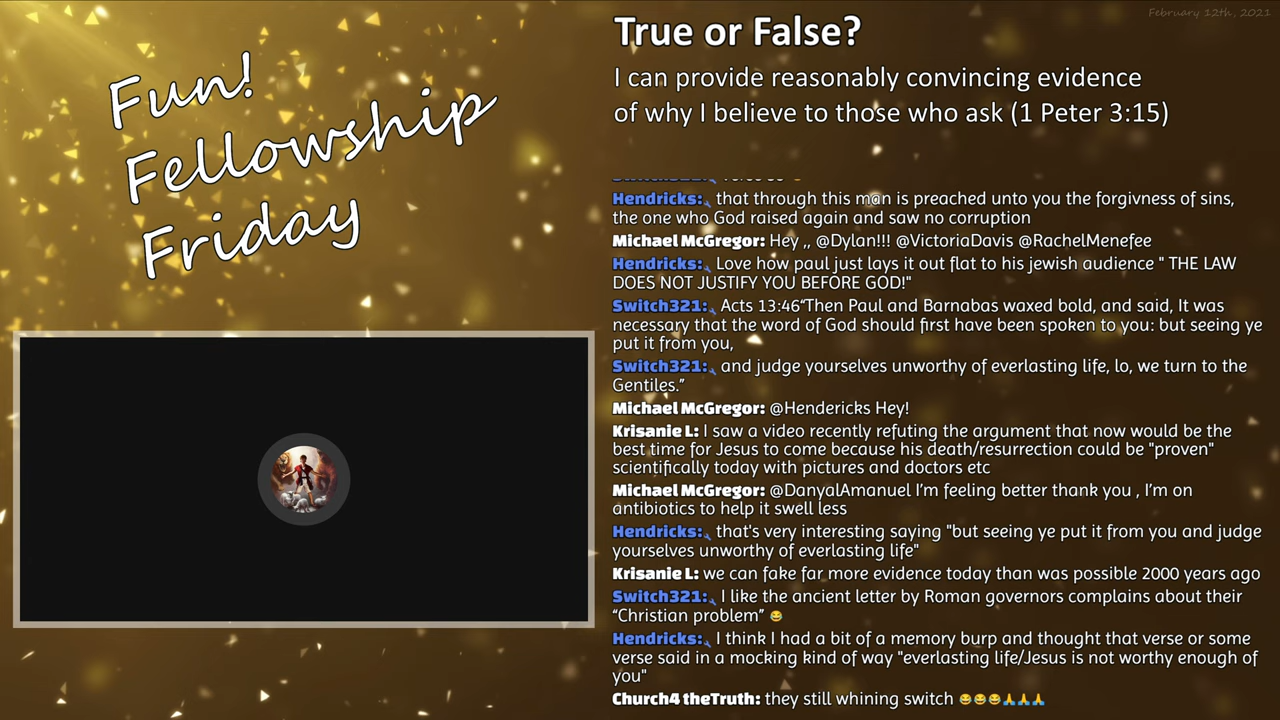 February 12th, 2021
Fun!
Fellowship
Friday
True or False?
I can provide reasonably convincing evidence
of why I believe to those who ask (1 Peter 3:15)
Hendricks: that through this man is preached unto you the forgivness of sins,
the one who God raised again and saw no corruption
Michael McGregor: Hey ,, @Dylan!!! @VictoriaDavis @RachelMenefee
Hendricks: Love how paul just lays it out flat to his jewish audience " THE LAW
DOES NOT JUSTIFY YOU BEFORE GOD!"
Switch321: Acts 13:46“Then Paul and Barnabas waxed bold, and said, It was
necessary that the word of God should first have been spoken to you: but seeing ye
put it from you,
Switch321: and judge yourselves unworthy of everlasting life, lo, we turn to the
Gentiles.”
Michael McGregor: @Hendericks Hey!
Krisanie L: I saw a video recently refuting the argument that now would be the
best time for Jesus to come because his death/resurrection could be "proven"
scientifically today with pictures and doctors etc
Michael McGregor: @DanyalAmanuel I’m feeling better thank you , I’m on
antibiotics to help it swell less
Hendricks: that's very interesting saying "but seeing ye put it from you and judge
yourselves unworthy of everlasting life"
Krisanie L: we can fake far more evidence today than was possible 2000 years ago
Switch321: I like the ancient letter by Roman governors complains about their
“Christian problem” 😂
Hendricks: I think I had a bit of a memory burp and thought that verse or some
verse said in a mocking kind of way "everlasting life/Jesus is not worthy enough of
you"
Church4 theTruth: they still whining switch 😂😂😂🙏🙏🙏